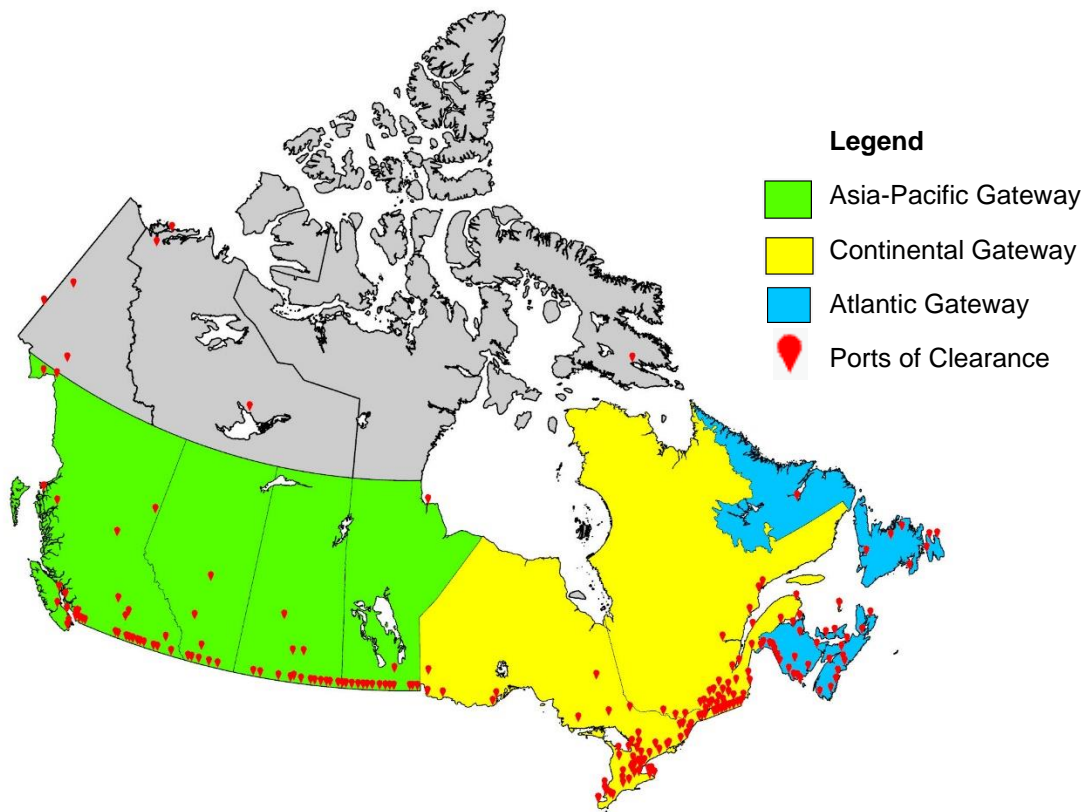 Legend
Asia-Pacific Gateway
Continental Gateway
Atlantic Gateway
Ports of Clearance